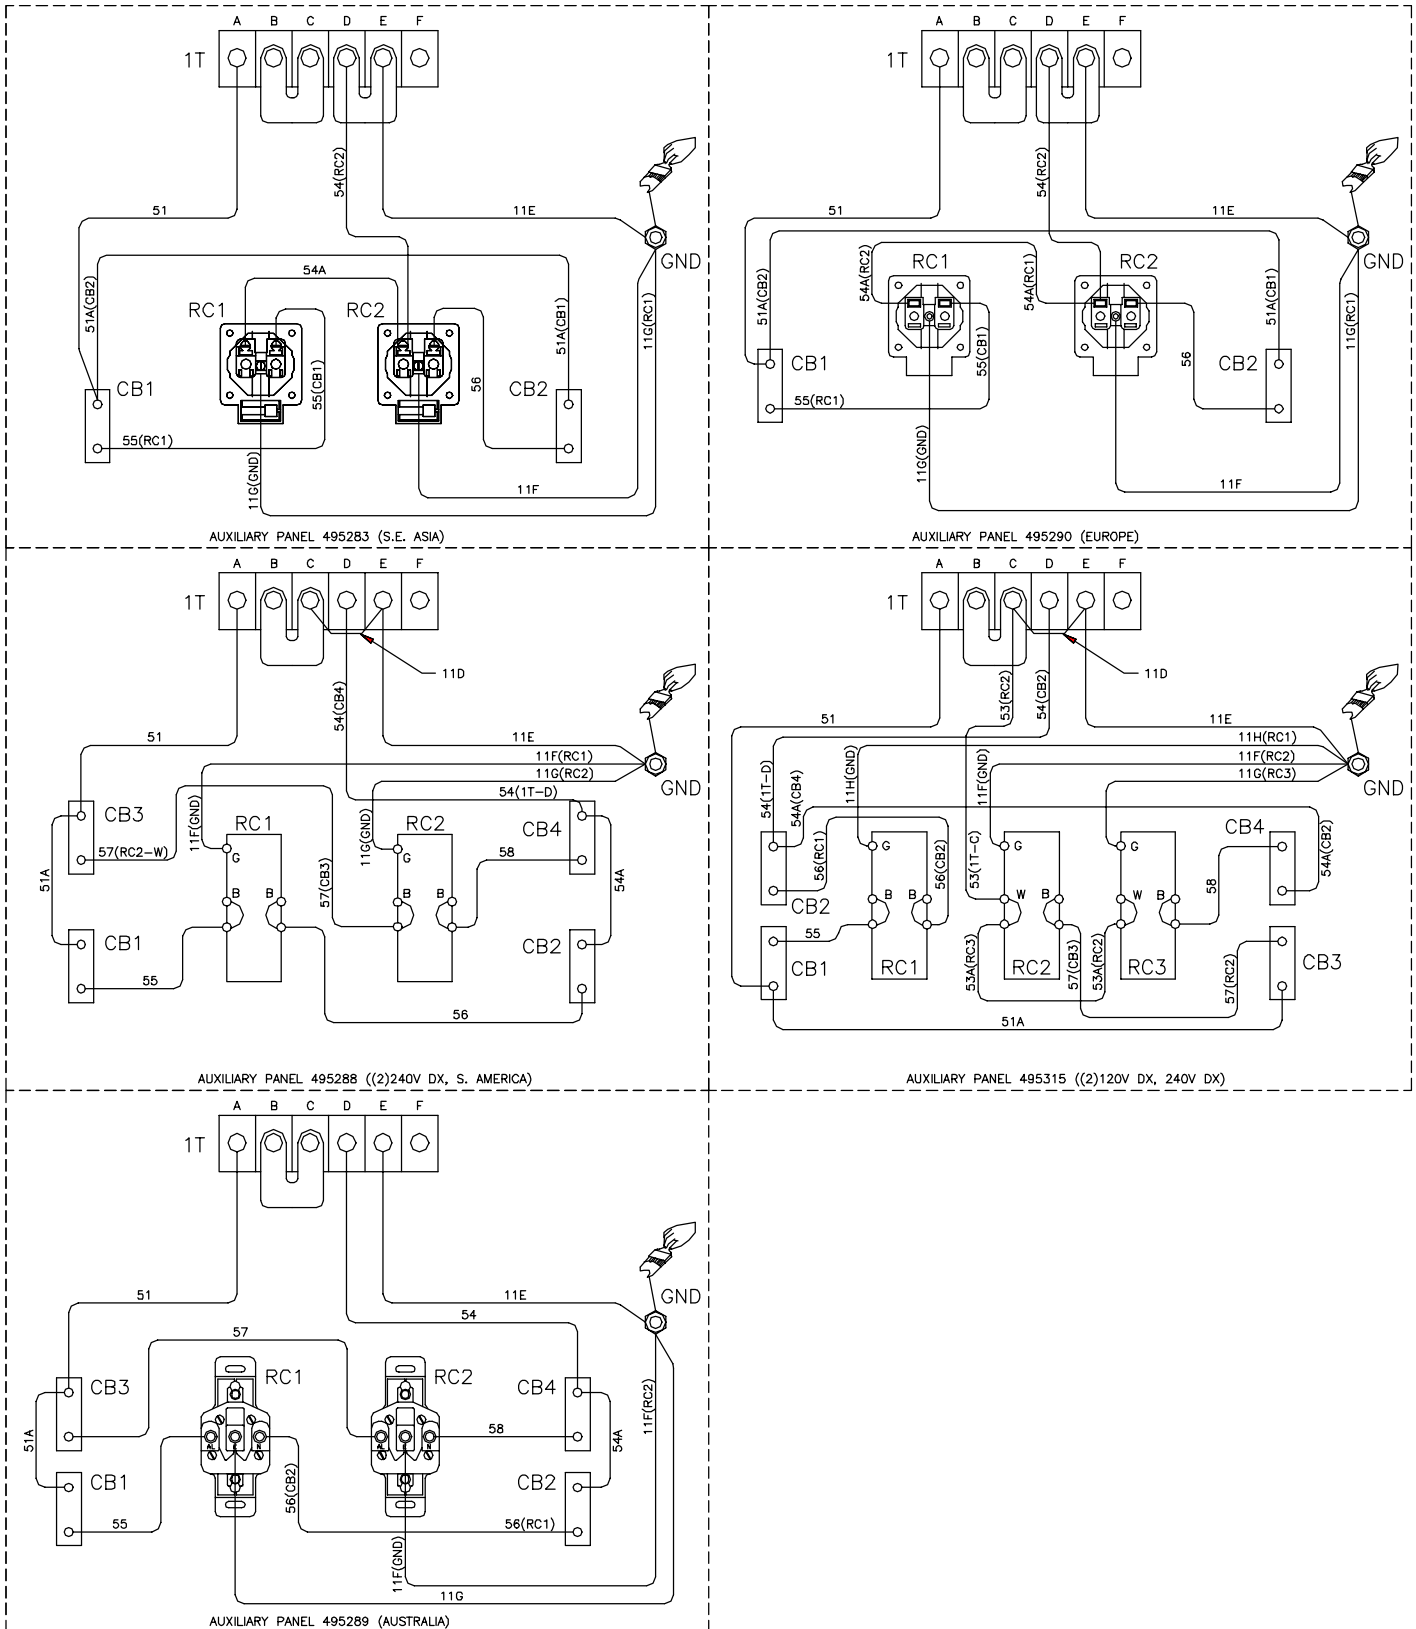 A B C D E F
1T
54(RC2)
51
11E
GND
54A
RC1
RC2
51A(CB2)
51A(CB1)
11G(RC1)
CB1
55(CB1)
56
CB2
55(RC1)
11G(GND)
11F
AUXILIARY PANEL 495283 (S.E. ASIA)
A B C D E F
1T
54(RC2)
51
11E
GND
54A(RC2)
RC1
54A(RC1)
RC2
51A(CB2)
51A(CB1)
11G(RC1)
CB1
55(CB1)
56
CB2
55(RC1)
11G(GND)
11F
AUXILIARY PANEL 495290 (EUROPE)
A B C D E F
1T
11D
54(CB4)
51
11E
11F(RC1)
11G(RC2)
GND
54(1T-D)
CB3
11F(GND)
RC1
11G(GND)
RC2
CB4
57(RC2-W)
G
G
58
51A
57(CB3)
54A
B B
B B
CB1
CB2
55
56
AUXILIARY PANEL 495288 ((2)240V DX, S. AMERICA)
A B C D E F
1T
11D
53(RC2)
54(CB2)
51
11E
11H(RC1)
11F(RC2)
11G(RC3)
GND
54(1T-D)
54A(CB4)
11H(GND)
11F(GND)
CB4
56(RC1)
G
56(CB2)
53(1T-C)
G
G
54A(CB2)
58
CB2
B B
W B
W B
55
CB1
RC1
53A(RC3)
RC2
57(CB3)
53A(RC2)
RC3
57(RC2)
CB3
51A
AUXILIARY PANEL 495315 ((2)120V DX, 240V DX)
A B C D E F
1T
51
11E
GND
54
57
RC1
RC2
CB3
CB4
11F(RC2)
51A
58
54A
AL E N
AL E N
CB1
56(CB2)
CB2
55
56(RC1)
11F(GND)
11G
AUXILIARY PANEL 495289 (AUSTRALIA)